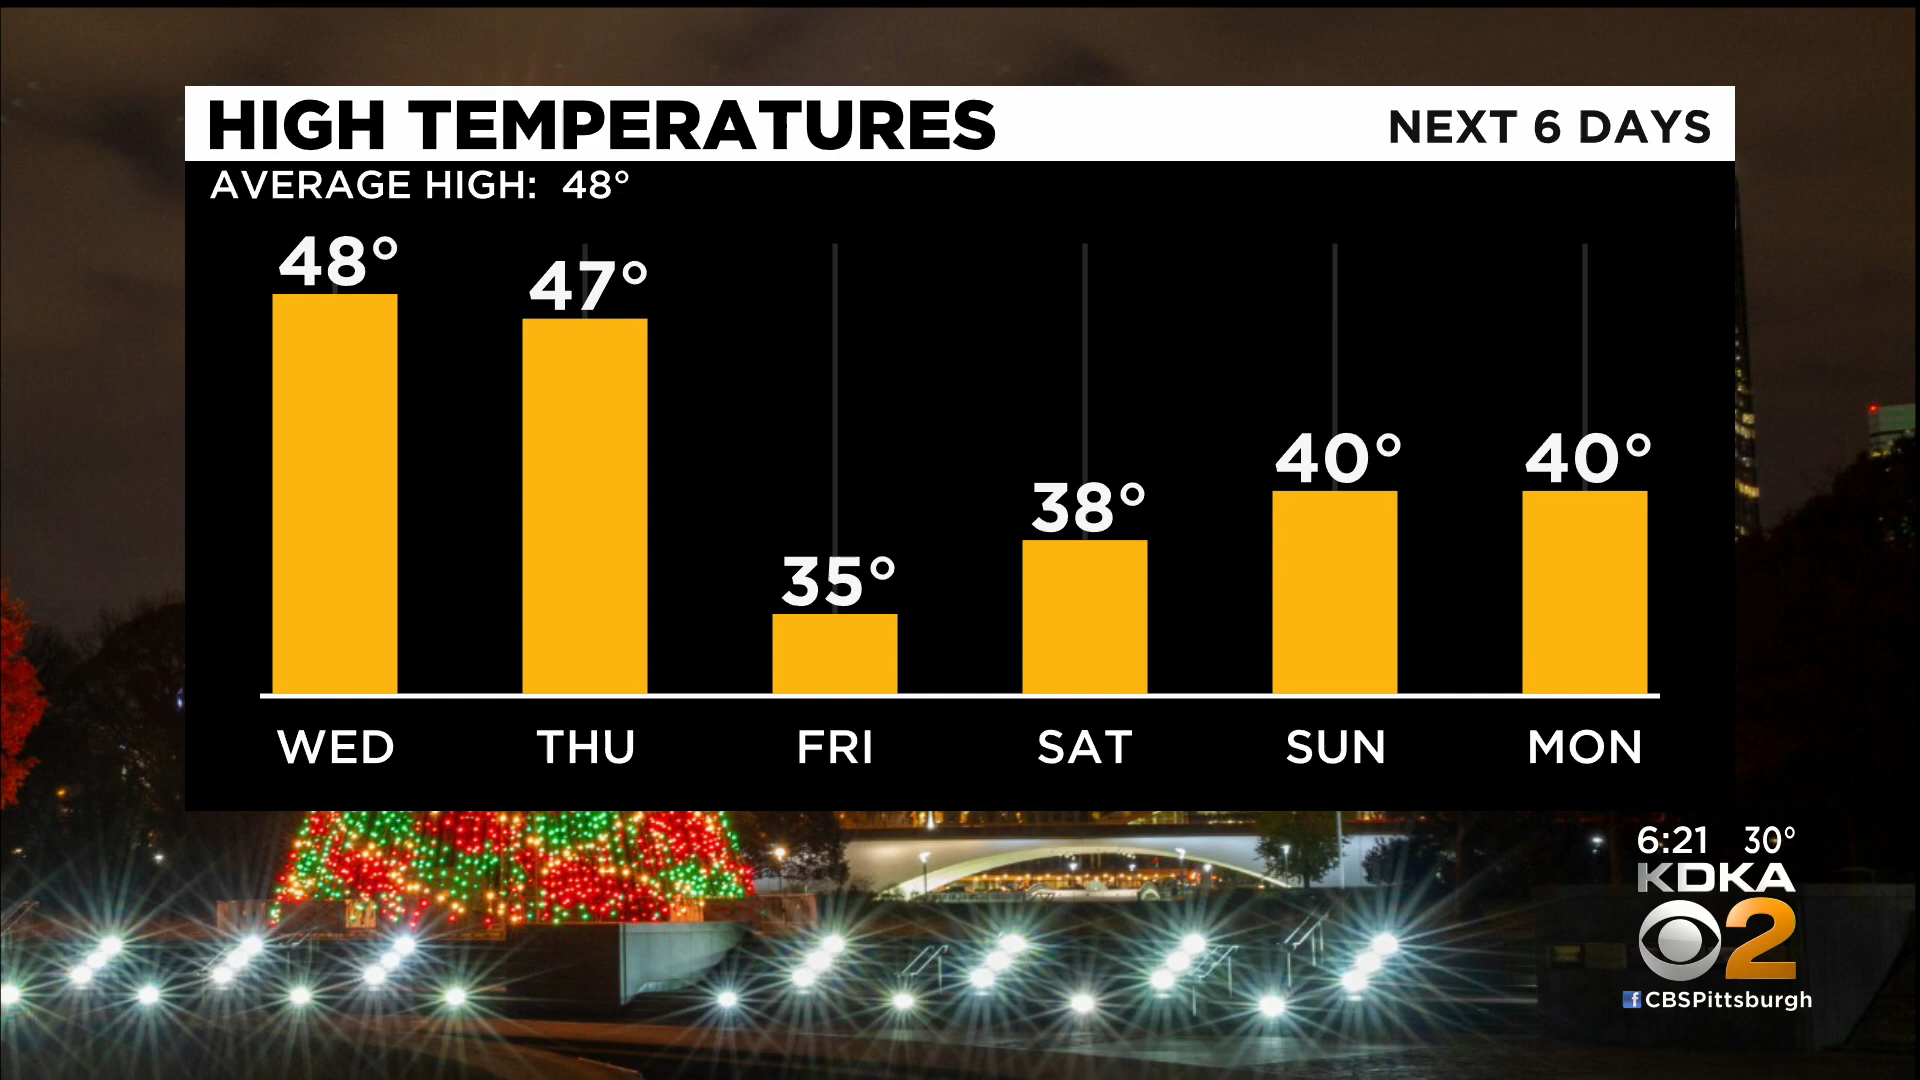 HIGH TEMPERATURES NEXT 6 DAYS
AVERAGE HIGH: 48°
48° 47° 35° 38° 40° 40°
WED THU FRI SAT SUN MON
6:21 30°
KDKA
2
CBSPittsburgh